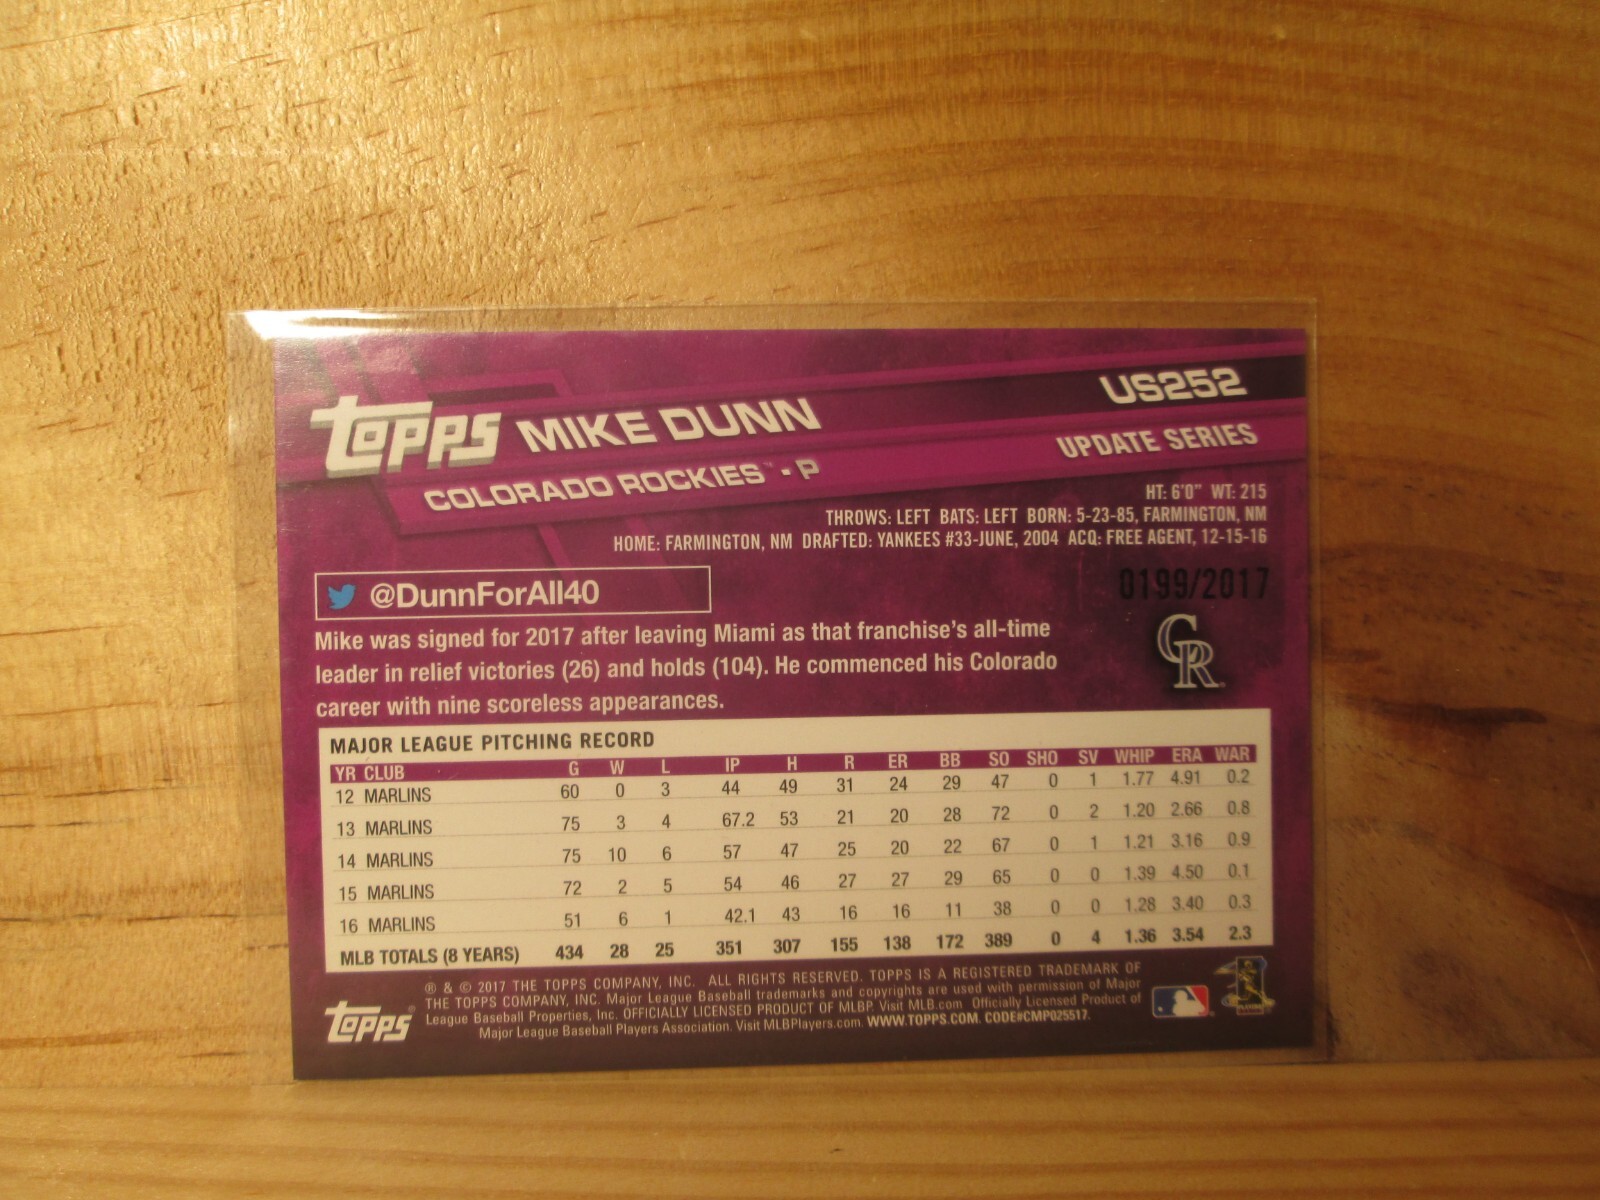 TOPPS MIKE DUNN US252
COLORADO ROCKIES™ - P UPDATE SERIES
HT: 6'0" WT: 215
THROWS: LEFT BATS: LEFT BORN: 5-23-85, FARMINGTON, NM
HOME: FARMINGTON, NM DRAFTED: YANKEES #33-JUNE, 2004 ACQ: FREE AGENT, 12-15-16
@DunnForAll40
0199/2017
Mike was signed for 2017 after leaving Miami as that franchise's all-time
leader in relief victories (26) and holds (104). He commenced his Colorado
career with nine scoreless appearances.
CR
MAJOR LEAGUE PITCHING RECORD
YR CLUB G W L IP H R ER BB SO SHO SV WHIP ERA WAR
12 MARLINS 60 0 3 44 49 31 24 29 47 0 1 1.77 4.91 0.2
13 MARLINS 75 3 4 67.2 53 21 20 28 72 0 2 1.20 2.66 0.8
14 MARLINS 75 10 6 57 47 25 20 22 67 0 1 1.21 3.16 0.9
15 MARLINS 72 2 5 54 46 27 27 29 65 0 0 1.39 4.50 0.1
16 MARLINS 51 6 1 42.1 43 16 16 11 38 0 0 1.28 3.40 0.3
MLB TOTALS (8 YEARS) 434 28 25 351 307 155 138 172 389 0 4 1.36 3.54 2.3
TOPPS®
® & © 2017 THE TOPPS COMPANY, INC. ALL RIGHTS RESERVED. TOPPS IS A REGISTERED TRADEMARK OF
THE TOPPS COMPANY, INC. Major League Baseball trademarks and copyrights are used with permission of Major
League Baseball Properties, Inc. OFFICIALLY LICENSED PRODUCT OF MLBP. Visit MLB.com Officially Licensed Product of
Major League Baseball Players Association. Visit MLBPlayers.com. WWW.TOPPS.COM. CODE#CMP025517.